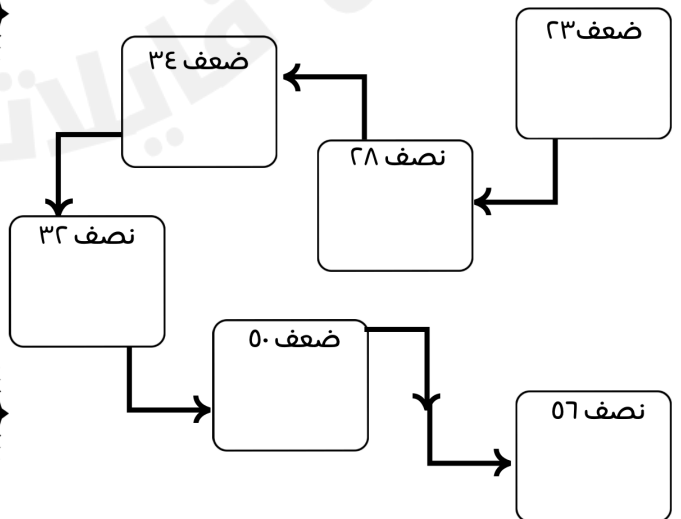 ضعف٢٣
نصف ٢٨
ضعف ٣٤
نصف ٣٢
ضعف ٥٠
نصف ٥٦